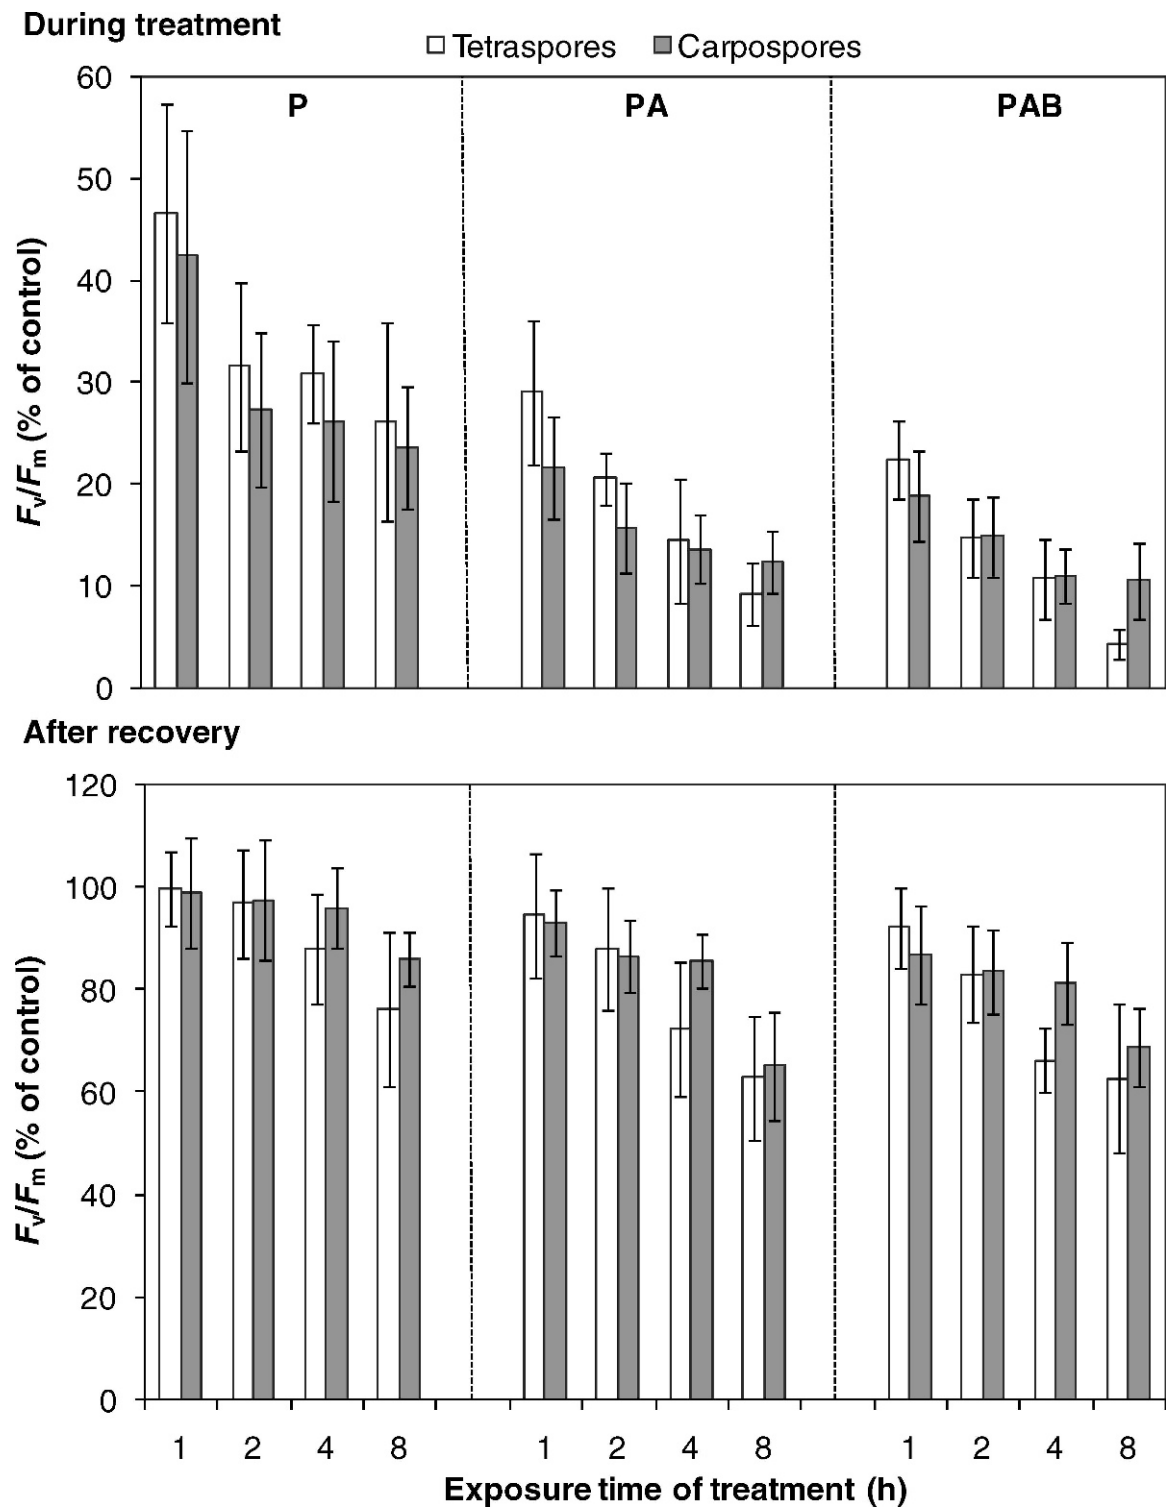 During treatment
Tetraspores Carpospores
60
P PA PAB
50
40
30
20
10
0
Fv/Fm (% of control)
After recovery
120
100
80
60
40
20
0
Fv/Fm (% of control)
1 2 4 8 1 2 4 8 1 2 4 8
Exposure time of treatment (h)